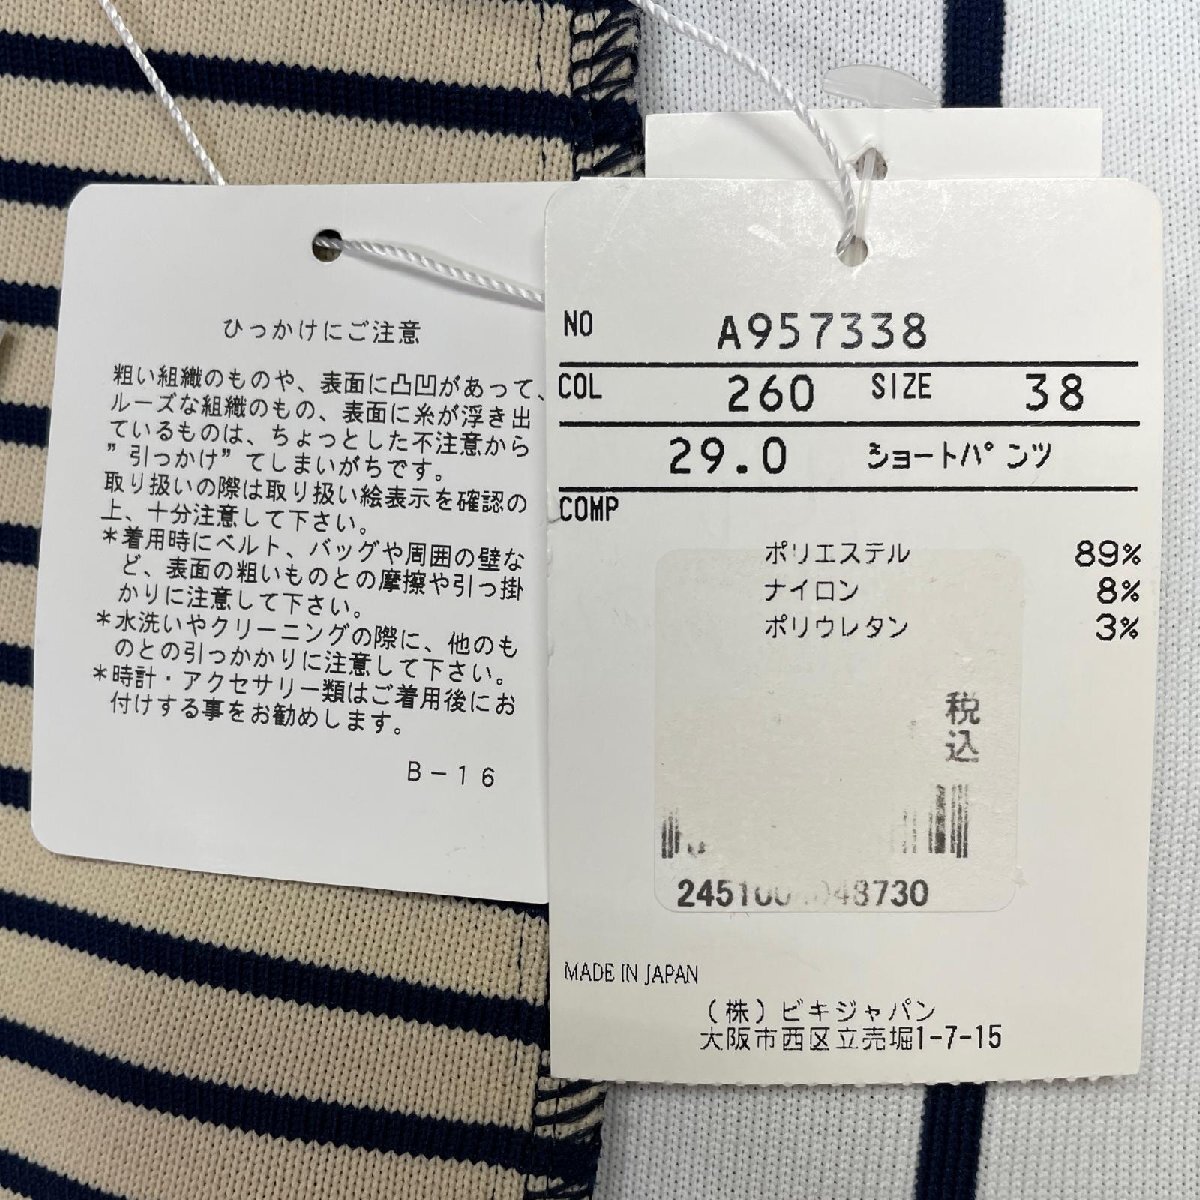 ひっかけにご注意
粗い組織のものや、表面に凸凹があって、
ルーズな組織のもの、表面に糸が浮き出
ているものは、ちょっとした不注意から
”引っかけ”てしまいがちです。
取り扱いの際は取り扱い絵表示を確認の
上、十分注意して下さい。
＊着用時にベルト、バッグや周囲の壁な
ど、表面の粗いものとの摩擦や引っ掛
かりに注意して下さい。
＊水洗いやクリーニングの際に、他のも
のとの引っかかりに注意して下さい。
＊時計・アクセサリー類はご着用後にお
付けする事をお勧めします。
B－16
NO A957338
COL 260 SIZE 38
29.0 ショートパンツ
COMP
ポリエステル 89%
ナイロン 8%
ポリウレタン 3%
税込
MADE IN JAPAN
（株）ビキジャパン
大阪市西区立売堀1-7-15